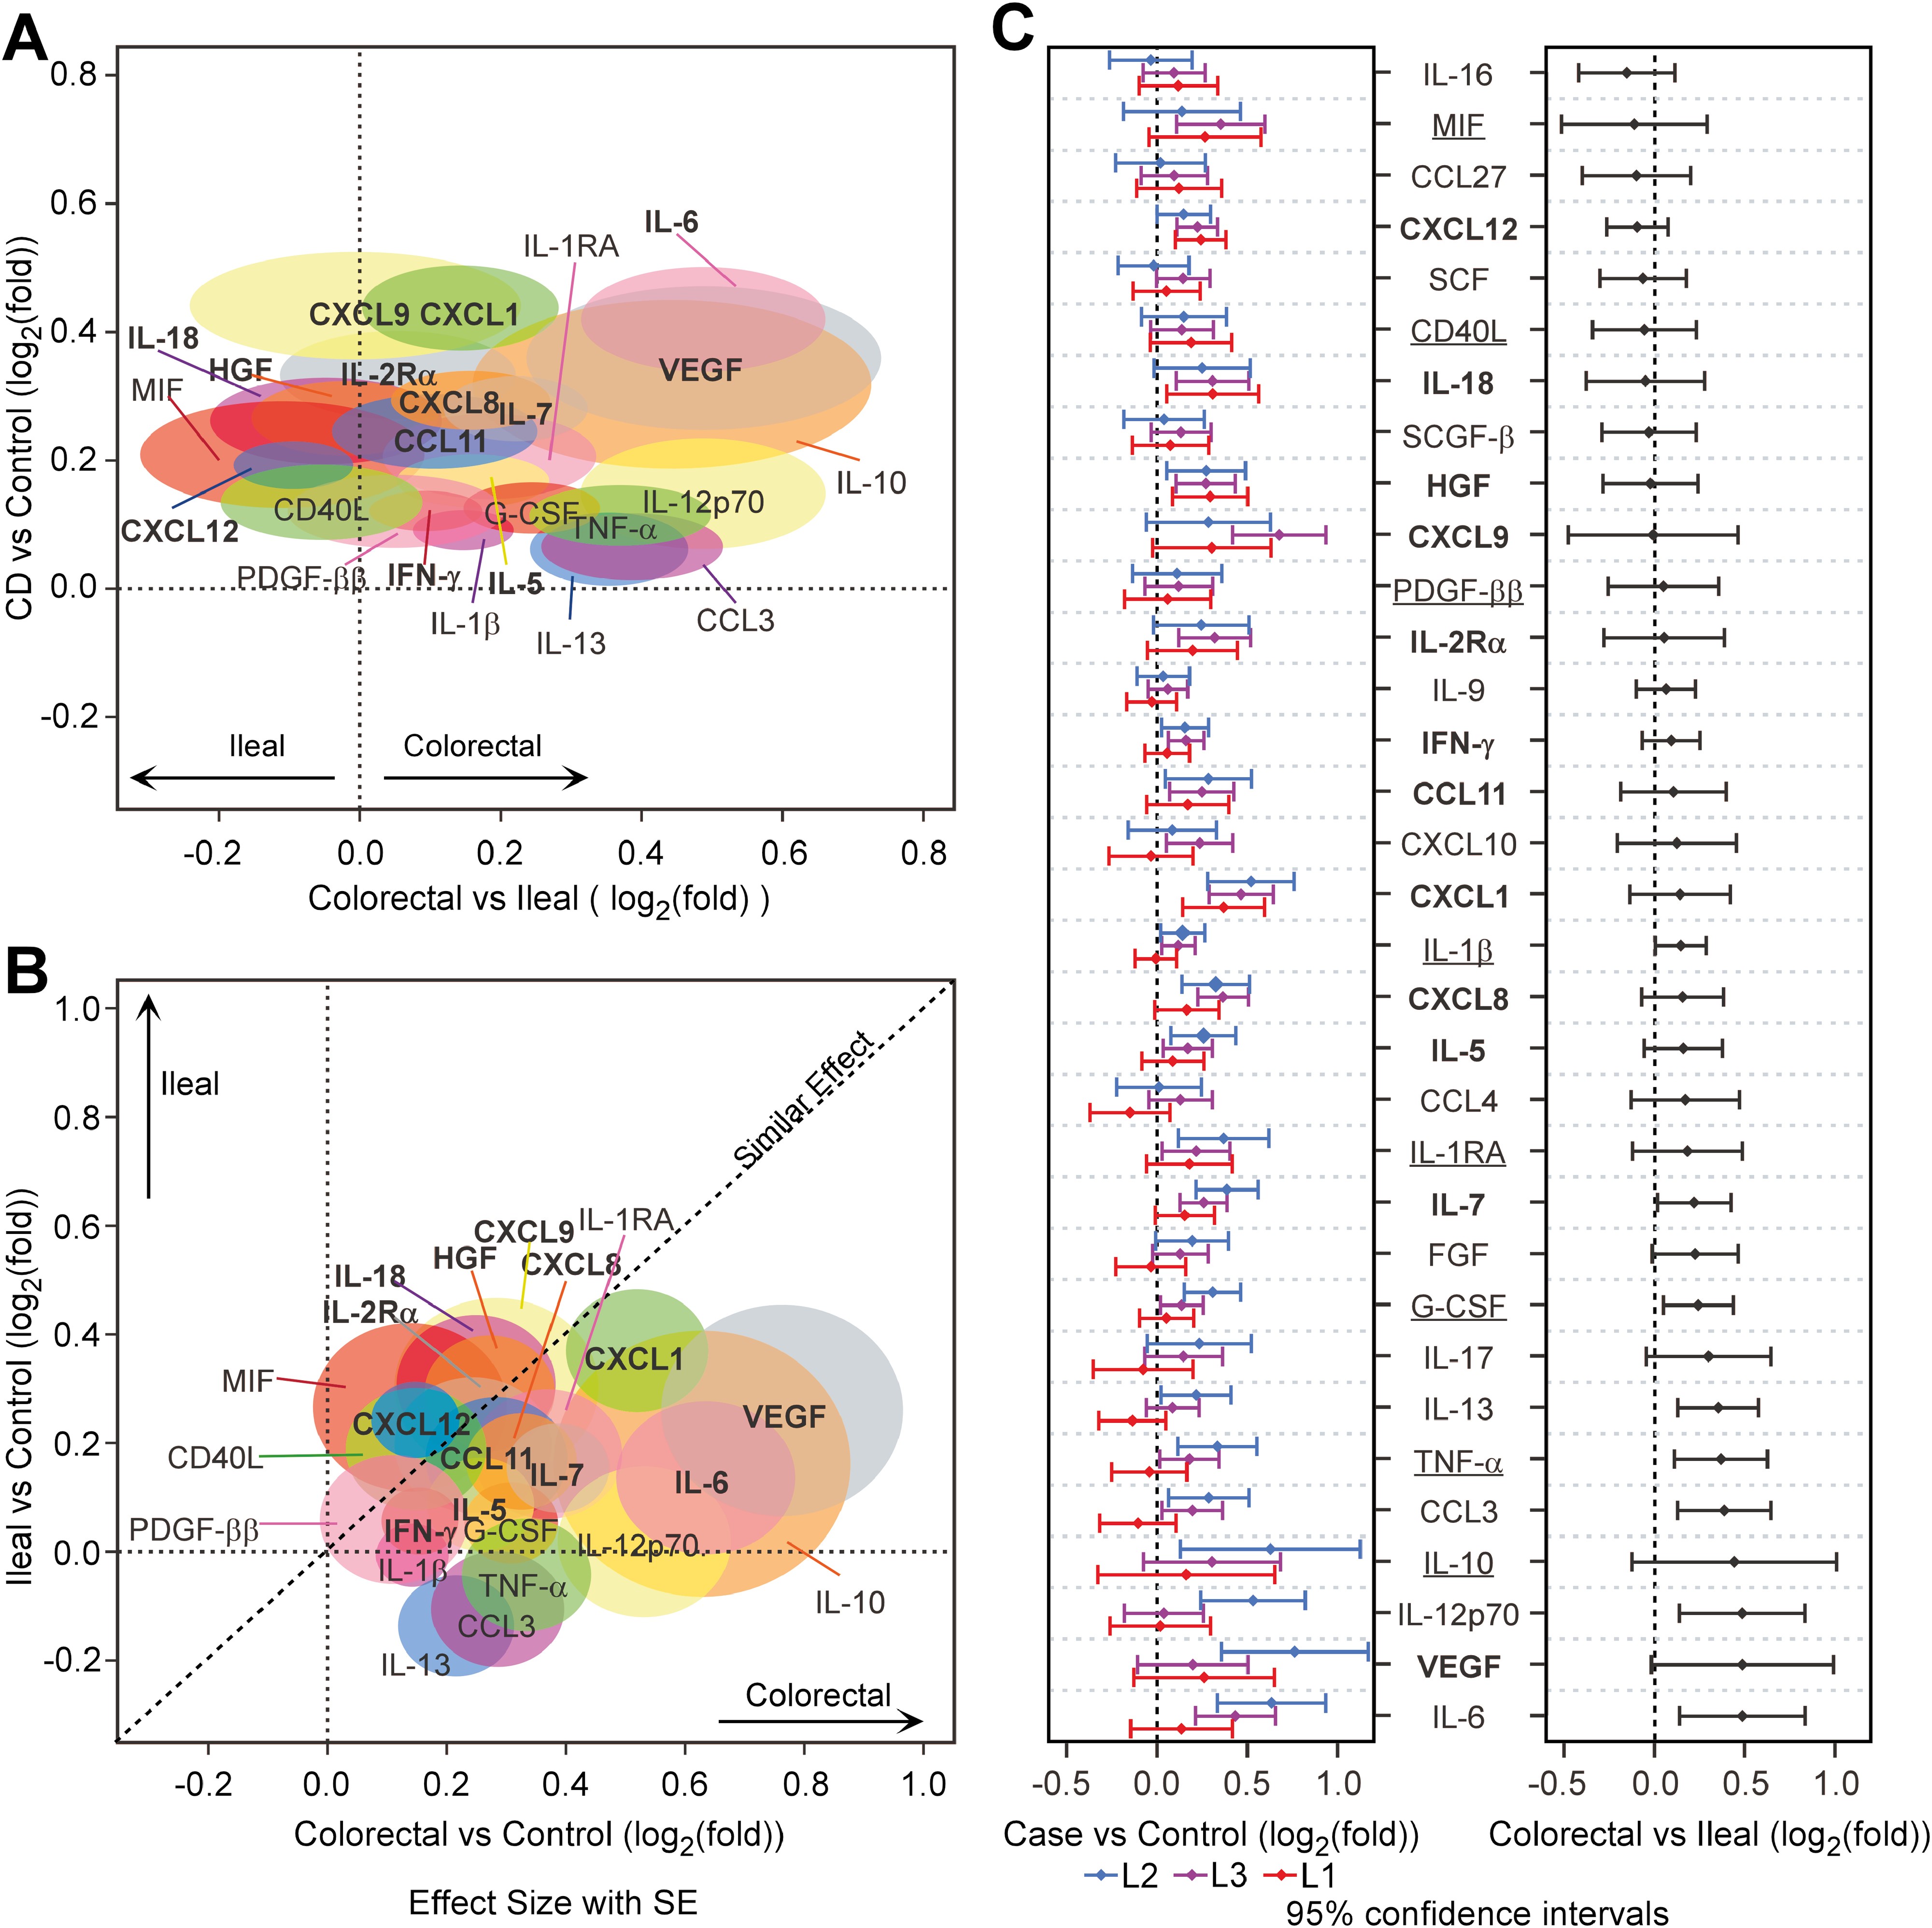 A
0.8
0.6
0.4
0.2
0.0
-0.2
CD vs Control (log2(fold))
IL-6
IL-1RA
CXCL9 CXCL1
IL-18
HGF
IL-2Rα
VEGF
MIF
CXCL8
IL-7
CCL11
IL-10
CD40L
G-CSF
IL-12p70
CXCL12
TNF-α
PDGF-ββ
IFN-γ
IL-5
IL-1β
CCL3
IL-13
Ileal
Colorectal
-0.2 0.0 0.2 0.4 0.6 0.8
Colorectal vs Ileal ( log2(fold) )
B
1.0
0.8
0.6
0.4
0.2
0.0
-0.2
Ileal vs Control (log2(fold))
Ileal
Similar Effect
CXCL9
IL-1RA
HGF
CXCL8
IL-18
IL-2Rα
MIF
CXCL1
CXCL12
VEGF
CD40L
CCL11
IL-7
IL-6
IL-5
PDGF-ββ
IFN-γ
G-CSF
IL-12p70.
IL-1β
TNF-α
IL-10
CCL3
IL-13
Colorectal
-0.2 0.0 0.2 0.4 0.6 0.8 1.0
Colorectal vs Control (log2(fold))
Effect Size with SE
C
IL-16
MIF
CCL27
CXCL12
SCF
CD40L
IL-18
SCGF-β
HGF
CXCL9
PDGF-ββ
IL-2Rα
IL-9
IFN-γ
CCL11
CXCL10
CXCL1
IL-1β
CXCL8
IL-5
CCL4
IL-1RA
IL-7
FGF
G-CSF
IL-17
IL-13
TNF-α
CCL3
IL-10
IL-12p70
VEGF
IL-6
-0.5 0.0 0.5 1.0
-0.5 0.0 0.5 1.0
Case vs Control (log2(fold))
Colorectal vs Ileal (log2(fold))
L2 L3 L1
95% confidence intervals